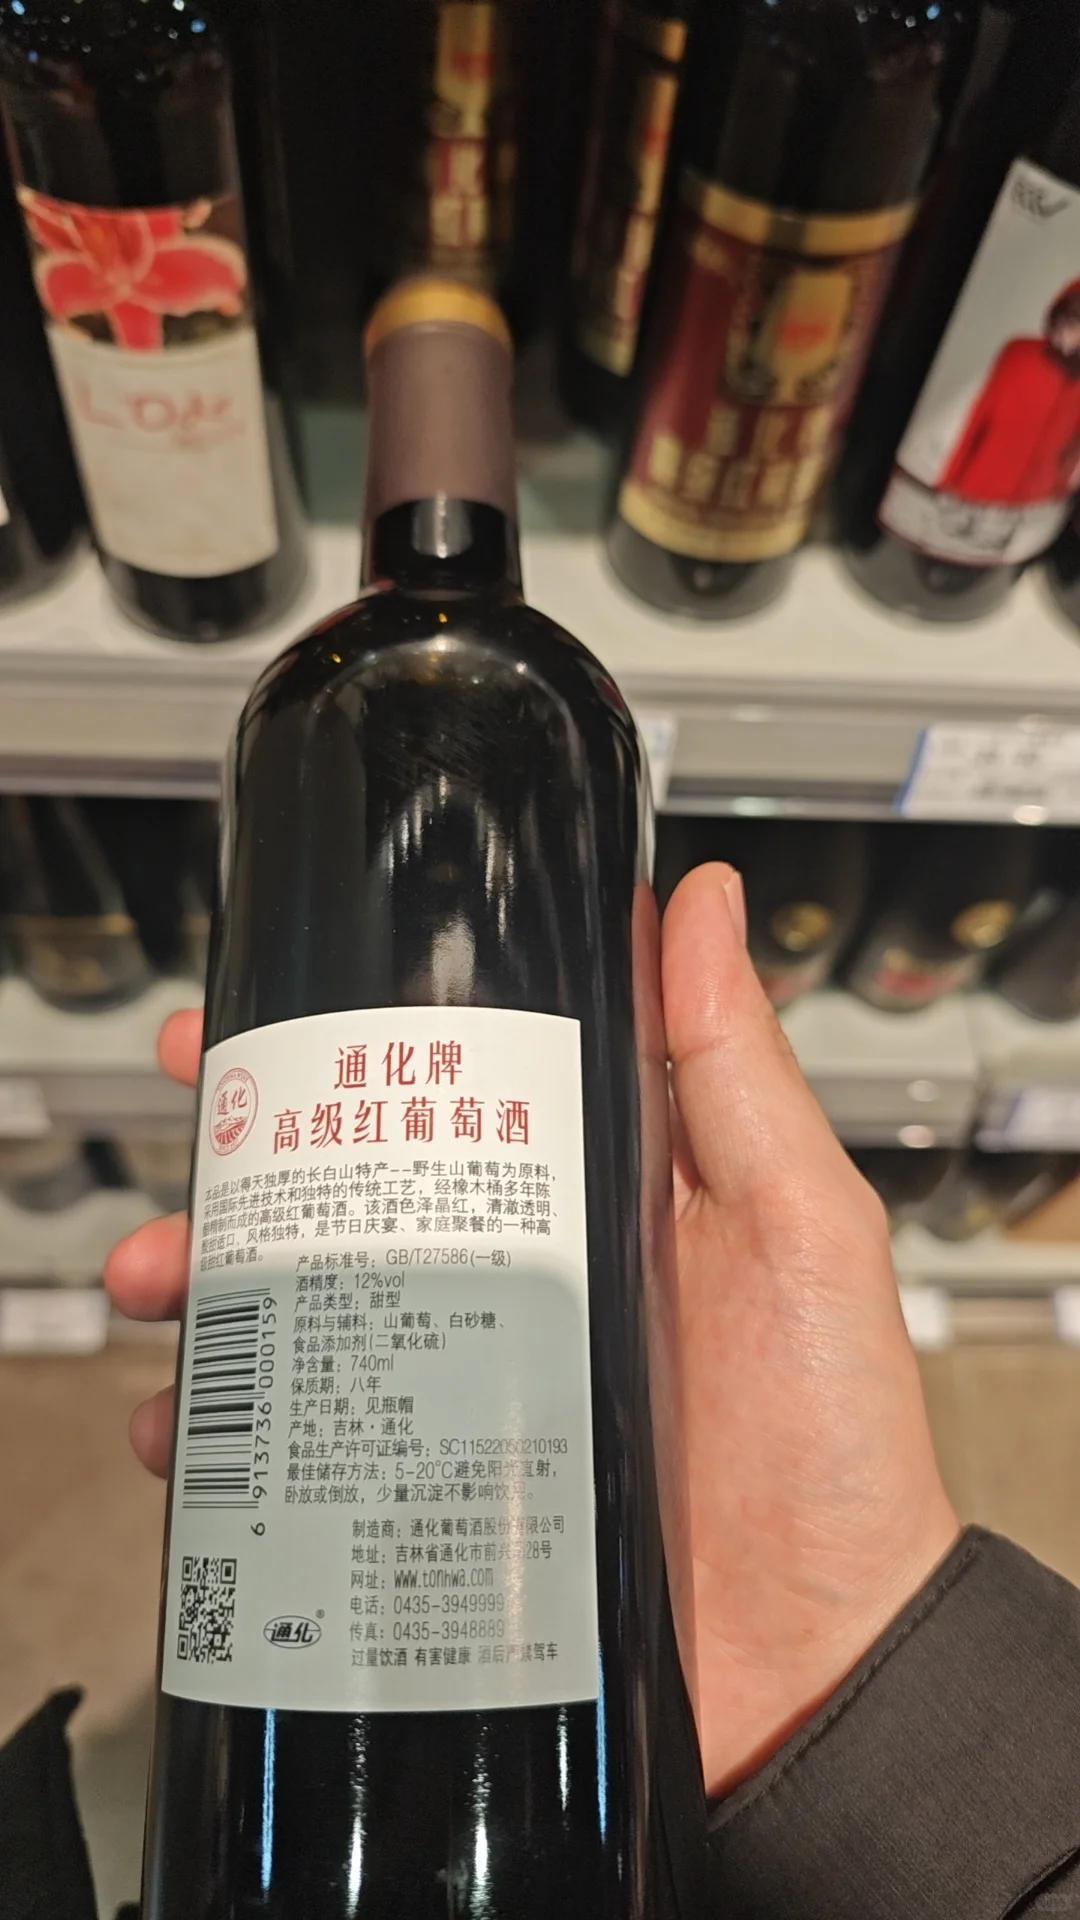 通化牌
高级红葡萄酒
通化
本品是以得天独厚的长白山特产--野生山葡萄为原料，
采用国际先进技术和独特的传统工艺，经橡木桶多年陈
酿精制而成的高级红葡萄酒。该酒色泽晶红，清澈透明、
酸甜适口、风格独特，是节日庆宴、家庭聚餐的一种高
级甜红葡萄酒。
产品标准号：GB/T27586(一级)
酒精度：12%vol
产品类型：甜型
原料与辅料：山葡萄、白砂糖、
食品添加剂(二氧化硫)
净含量：740ml
保质期：八年
生产日期：见瓶帽
产地：吉林·通化
食品生产许可证编号：SC11522050210193
最佳储存方法：5-20°C避免阳光直射，
卧放或倒放，少量沉淀不影响饮用。
6 913736 000159
制造商：通化葡萄酒股份有限公司
地址：吉林省通化市前兴路28号
网址：www.tonhwa.com
电话：0435-3949999
传真：0435-3948889
过量饮酒 有害健康 酒后严禁驾车
通化®